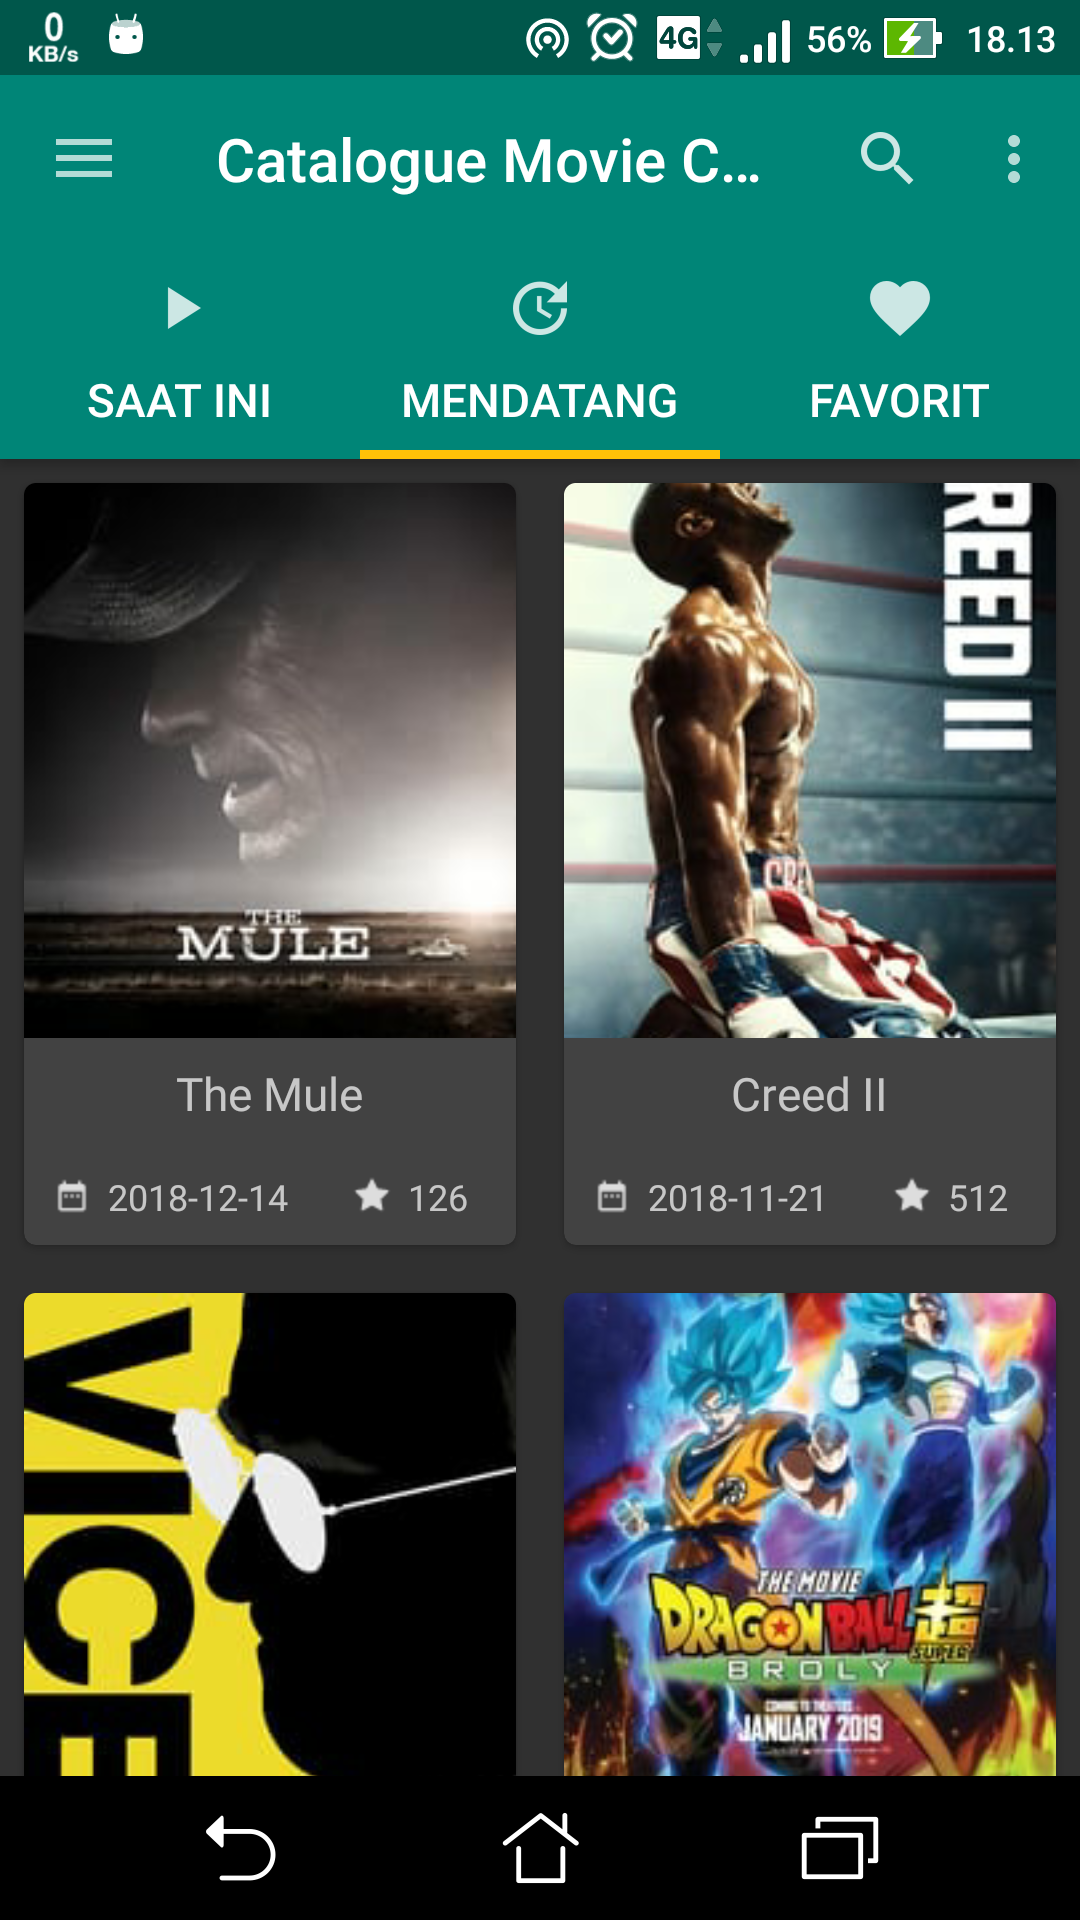 0
KB/s
4G
56%
18.13
Catalogue Movie C...
SAAT INI
MENDATANG
FAVORIT
THE
MULE
REED II
CRE
The Mule
Creed II
2018-12-14
126
2018-11-21
512
VICE
THE MOVIE
DRAGON BALL
SUPER
BROLY
COMING TO THEATERS
JANUARY 2019